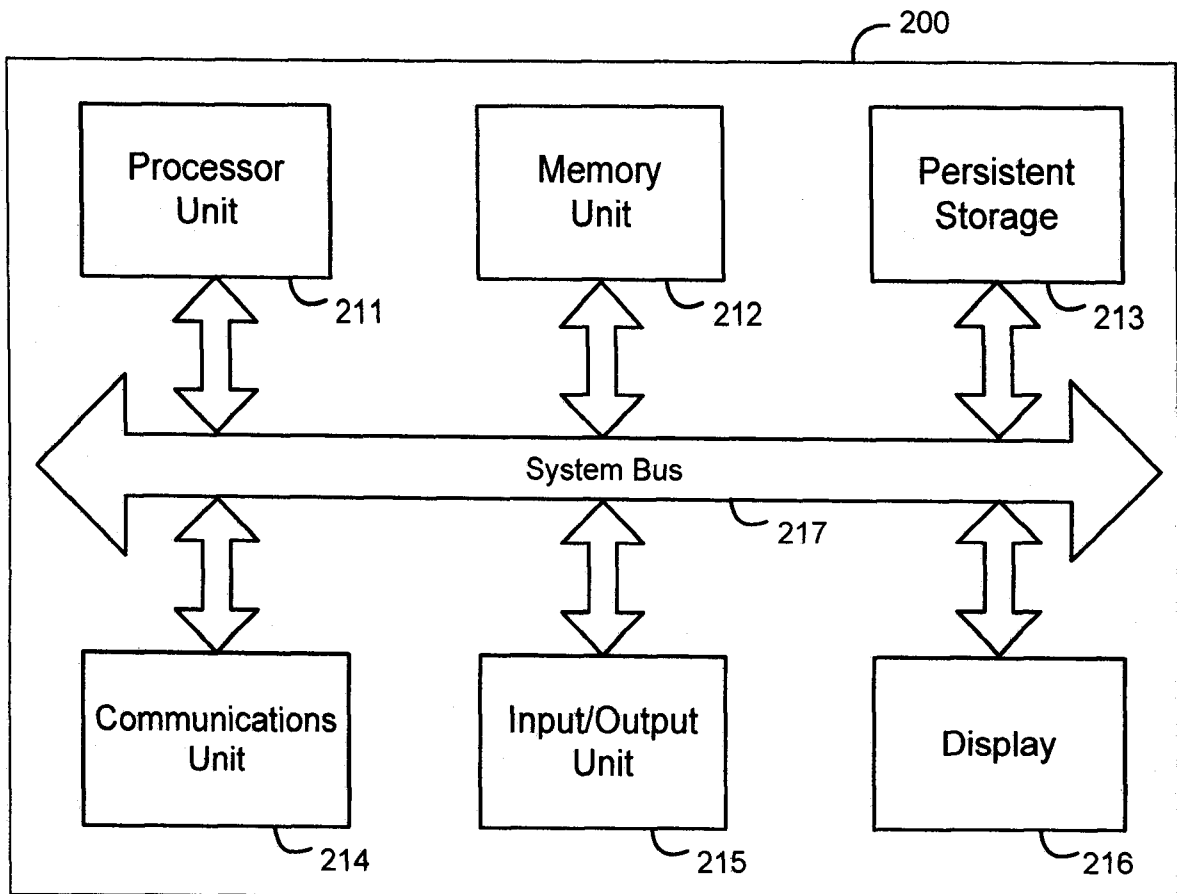 200
Processor
Unit
211
Memory
Unit
212
Persistent
Storage
213
System Bus
217
Communications
Unit
214
Input/Output
Unit
215
Display
216